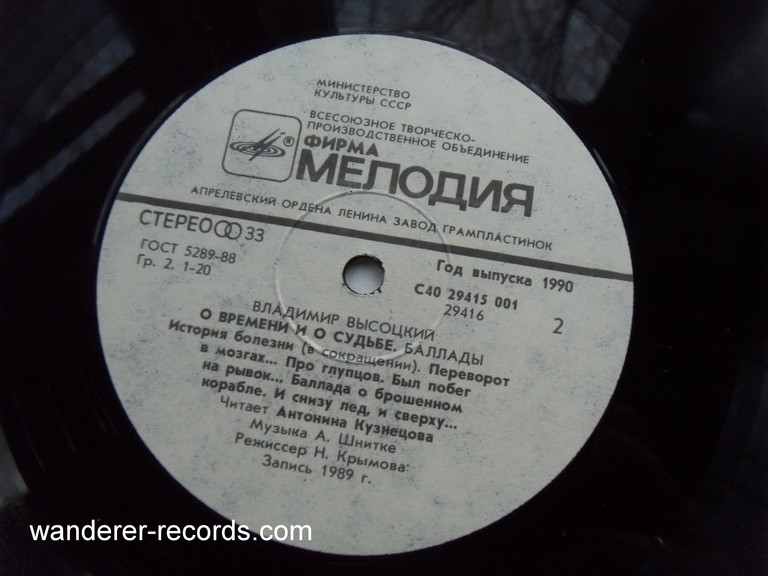 МИНИСТЕРСТВО
КУЛЬТУРЫ СССР
ВСЕСОЮЗНОЕ ТВОРЧЕСКО-
ПРОИЗВОДСТВЕННОЕ ОБЪЕДИНЕНИЕ
®
ФИРМА
МЕЛОДИЯ
АПРЕЛЕВСКИЙ ОРДЕНА ЛЕНИНА ЗАВОД ГРАМПЛАСТИНОК
СТЕРЕО 33
ГОСТ 5289-88
Гр. 2. 1-20
Год выпуска 1990
С40 29415 001
29416
2
ВЛАДИМИР ВЫСОЦКИЙ
О ВРЕМЕНИ И О СУДЬБЕ. БАЛЛАДЫ
История болезни (в сокращении). Переворот
в мозгах... Про глупцов. Был побег
на рывок... Баллада о брошенном
корабле. И снизу лед, и сверху...
Читает Антонина Кузнецова
Музыка А. Шнитке
Режиссер Н. Крымова
Запись 1989 г.
wanderer-records.com